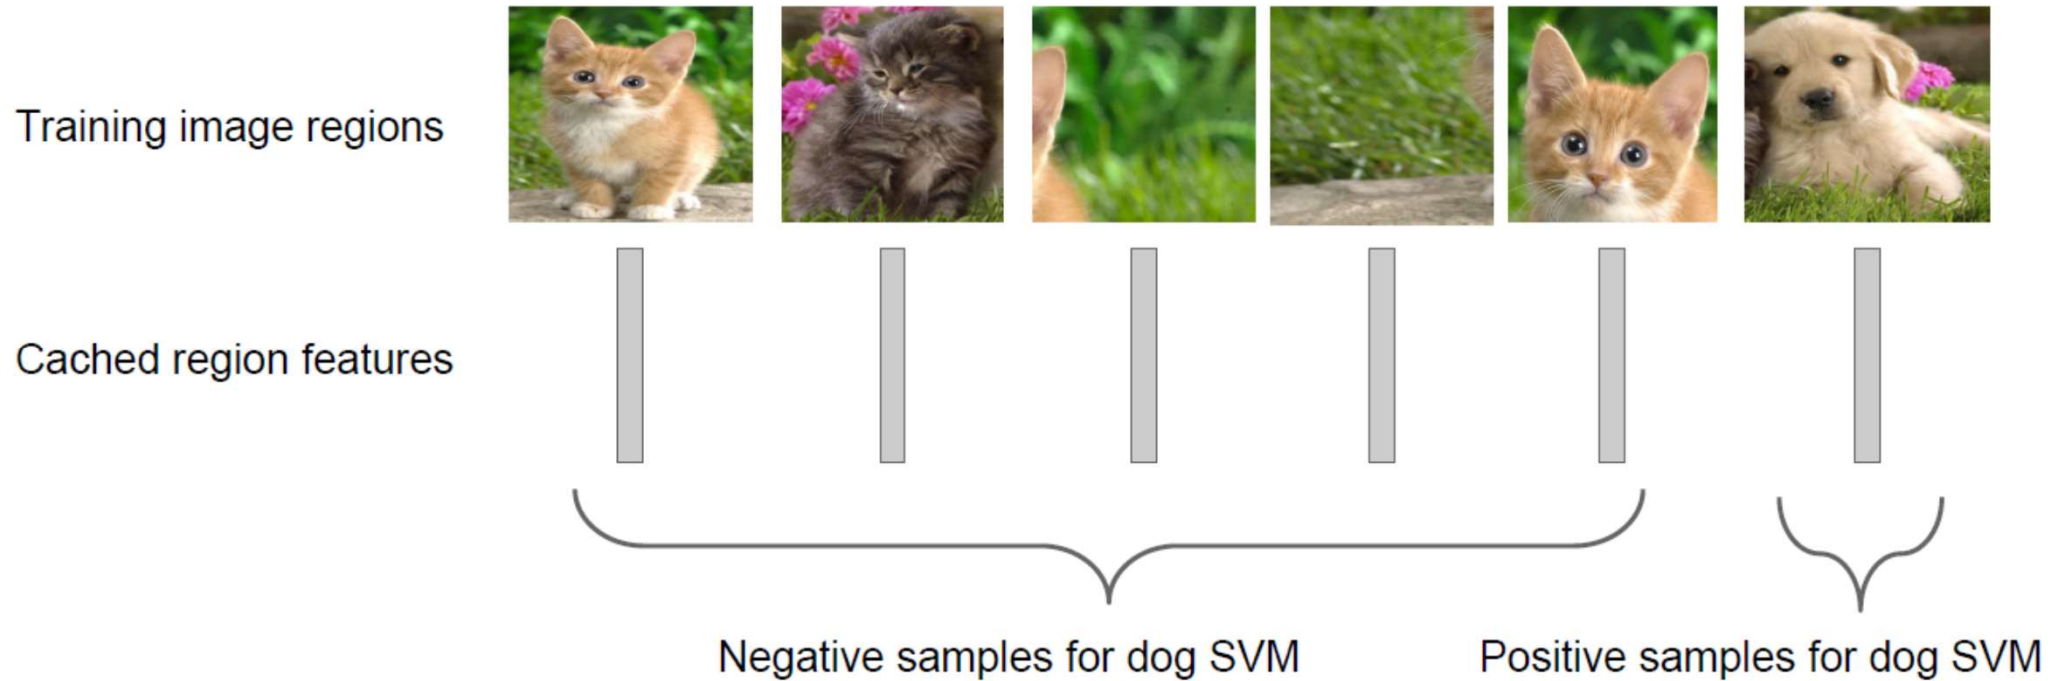 Training image regions
Cached region features
Negative samples for dog SVM
Positive samples for dog SVM